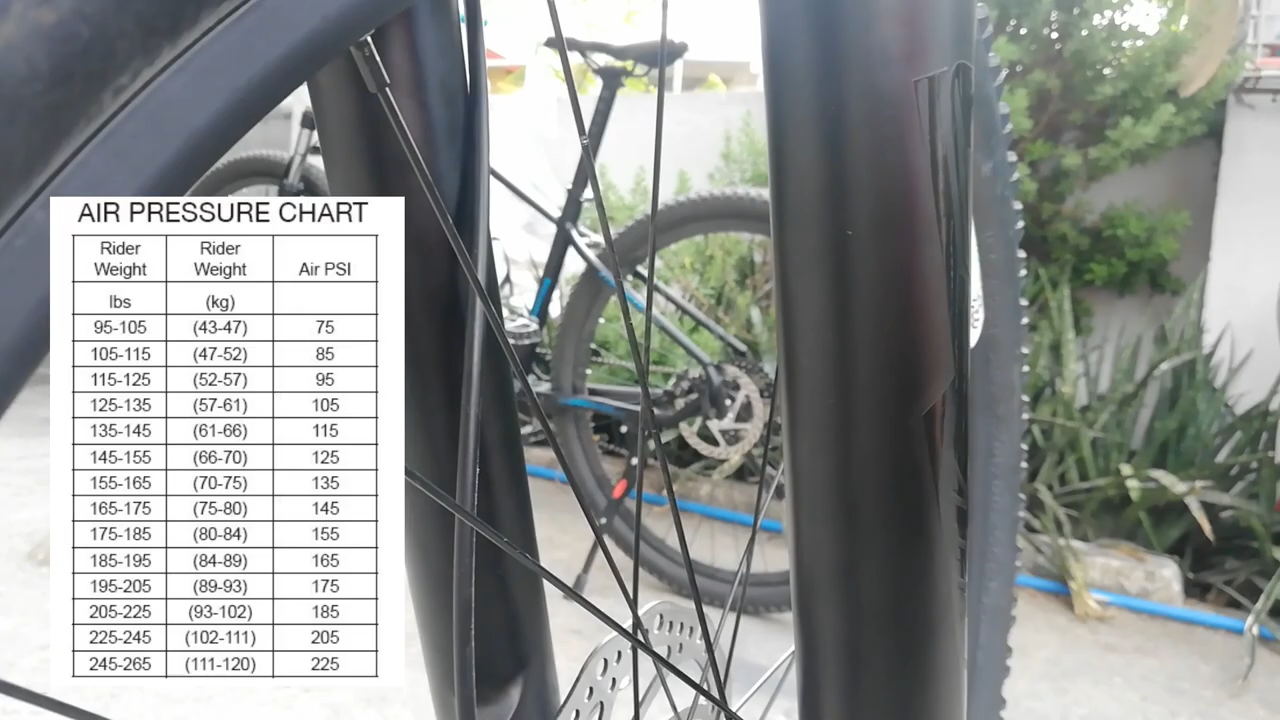 AIR PRESSURE CHART
Rider Weight Rider Weight Air PSI
lbs (kg)
95-105 (43-47) 75
105-115 (47-52) 85
115-125 (52-57) 95
125-135 (57-61) 105
135-145 (61-66) 115
145-155 (66-70) 125
155-165 (70-75) 135
165-175 (75-80) 145
175-185 (80-84) 155
185-195 (84-89) 165
195-205 (89-93) 175
205-225 (93-102) 185
225-245 (102-111) 205
245-265 (111-120) 225